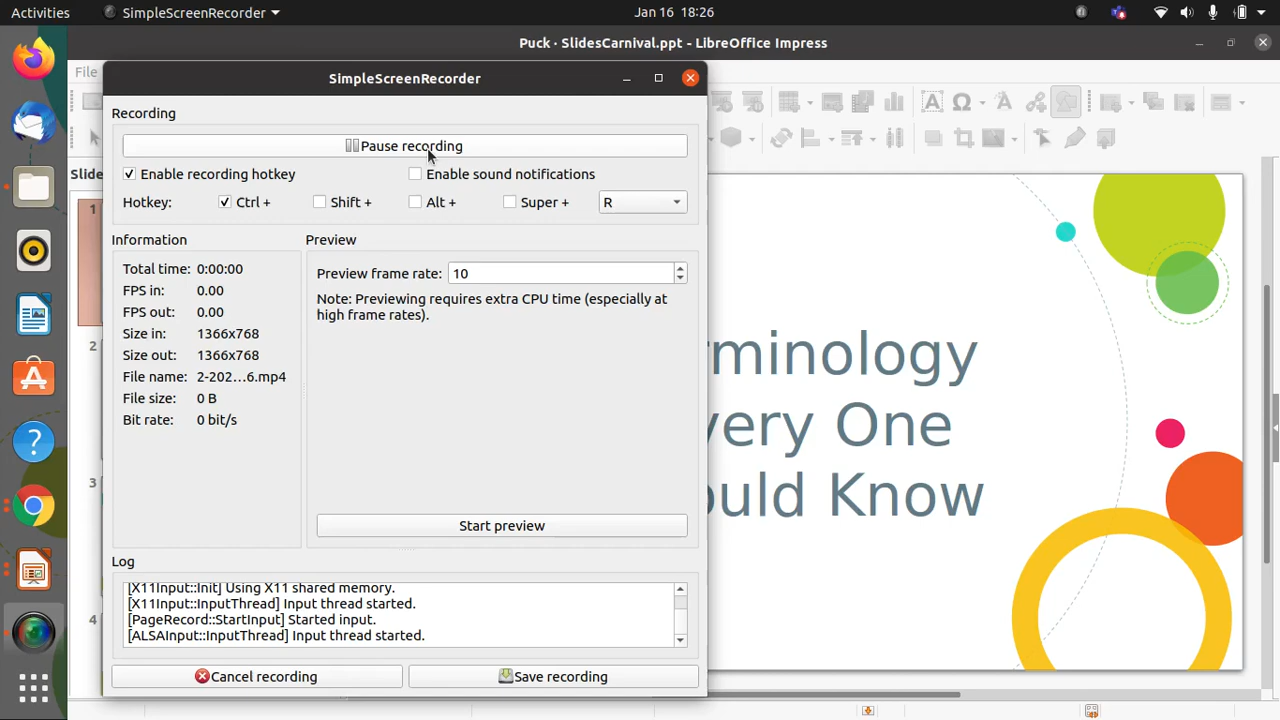 Activities
SimpleScreenRecorder
Jan 16 18:26
Puck · SlidesCarnival.ppt - LibreOffice Impress
File
SimpleScreenRecorder
Recording
Pause recording
Enable recording hotkey
Enable sound notifications
Hotkey:
Ctrl +
Shift +
Alt +
Super +
R
Information
Total time: 0:00:00
FPS in: 0.00
FPS out: 0.00
Size in: 1366x768
Size out: 1366x768
File name: 2-202...6.mp4
File size: 0 B
Bit rate: 0 bit/s
Preview
Preview frame rate: 10
Note: Previewing requires extra CPU time (especially at
high frame rates).
Start preview
Log
[X11Input::Init] Using X11 shared memory.
[X11Input::InputThread] Input thread started.
[PageRecord::StartInput] Started input.
[ALSAInput::InputThread] Input thread started.
Cancel recording
Save recording
Slide
1
2
3
4
rminology
very One
ould Know